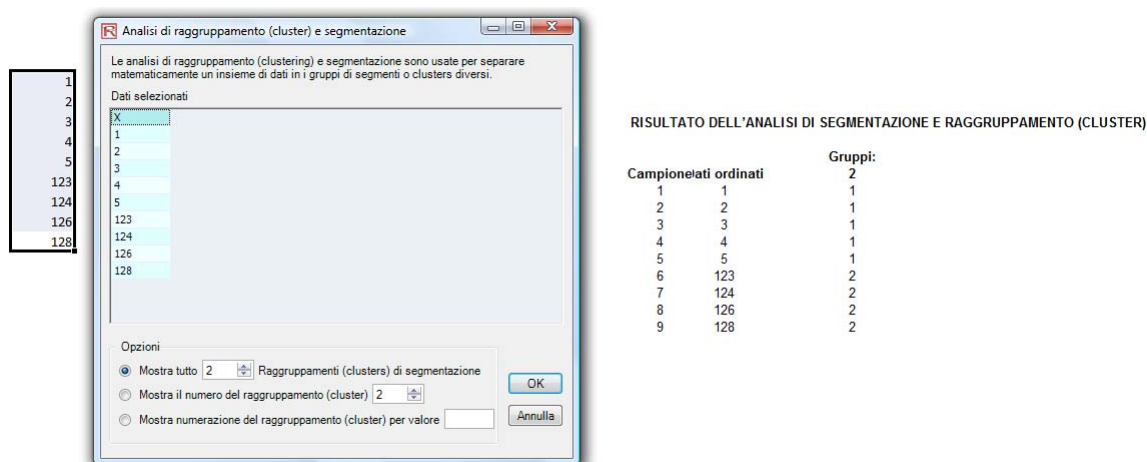 1
2
3
4
5
123
124
126
128
Analisi di raggruppamento (cluster) e segmentazione
Le analisi di raggruppamento (clustering) e segmentazione sono usate per separare
matematicamente un insieme di dati in i gruppi di segmenti o clusters diversi.
Dati selezionati
X
1
2
3
4
5
123
124
126
128
Opzioni
Mostra tutto 2 Raggruppamenti (clusters) di segmentazione
Mostra il numero del raggruppamento (cluster) 2
Mostra numerazione del raggruppamento (cluster) per valore
OK
Annulla
RISULTATO DELL'ANALISI DI SEGMENTAZIONE E RAGGRUPPAMENTO (CLUSTER)
Gruppi:
Campione ati ordinati 2
1 1 1
2 2 1
3 3 1
4 4 1
5 5 1
6 123 2
7 124 2
8 126 2
9 128 2